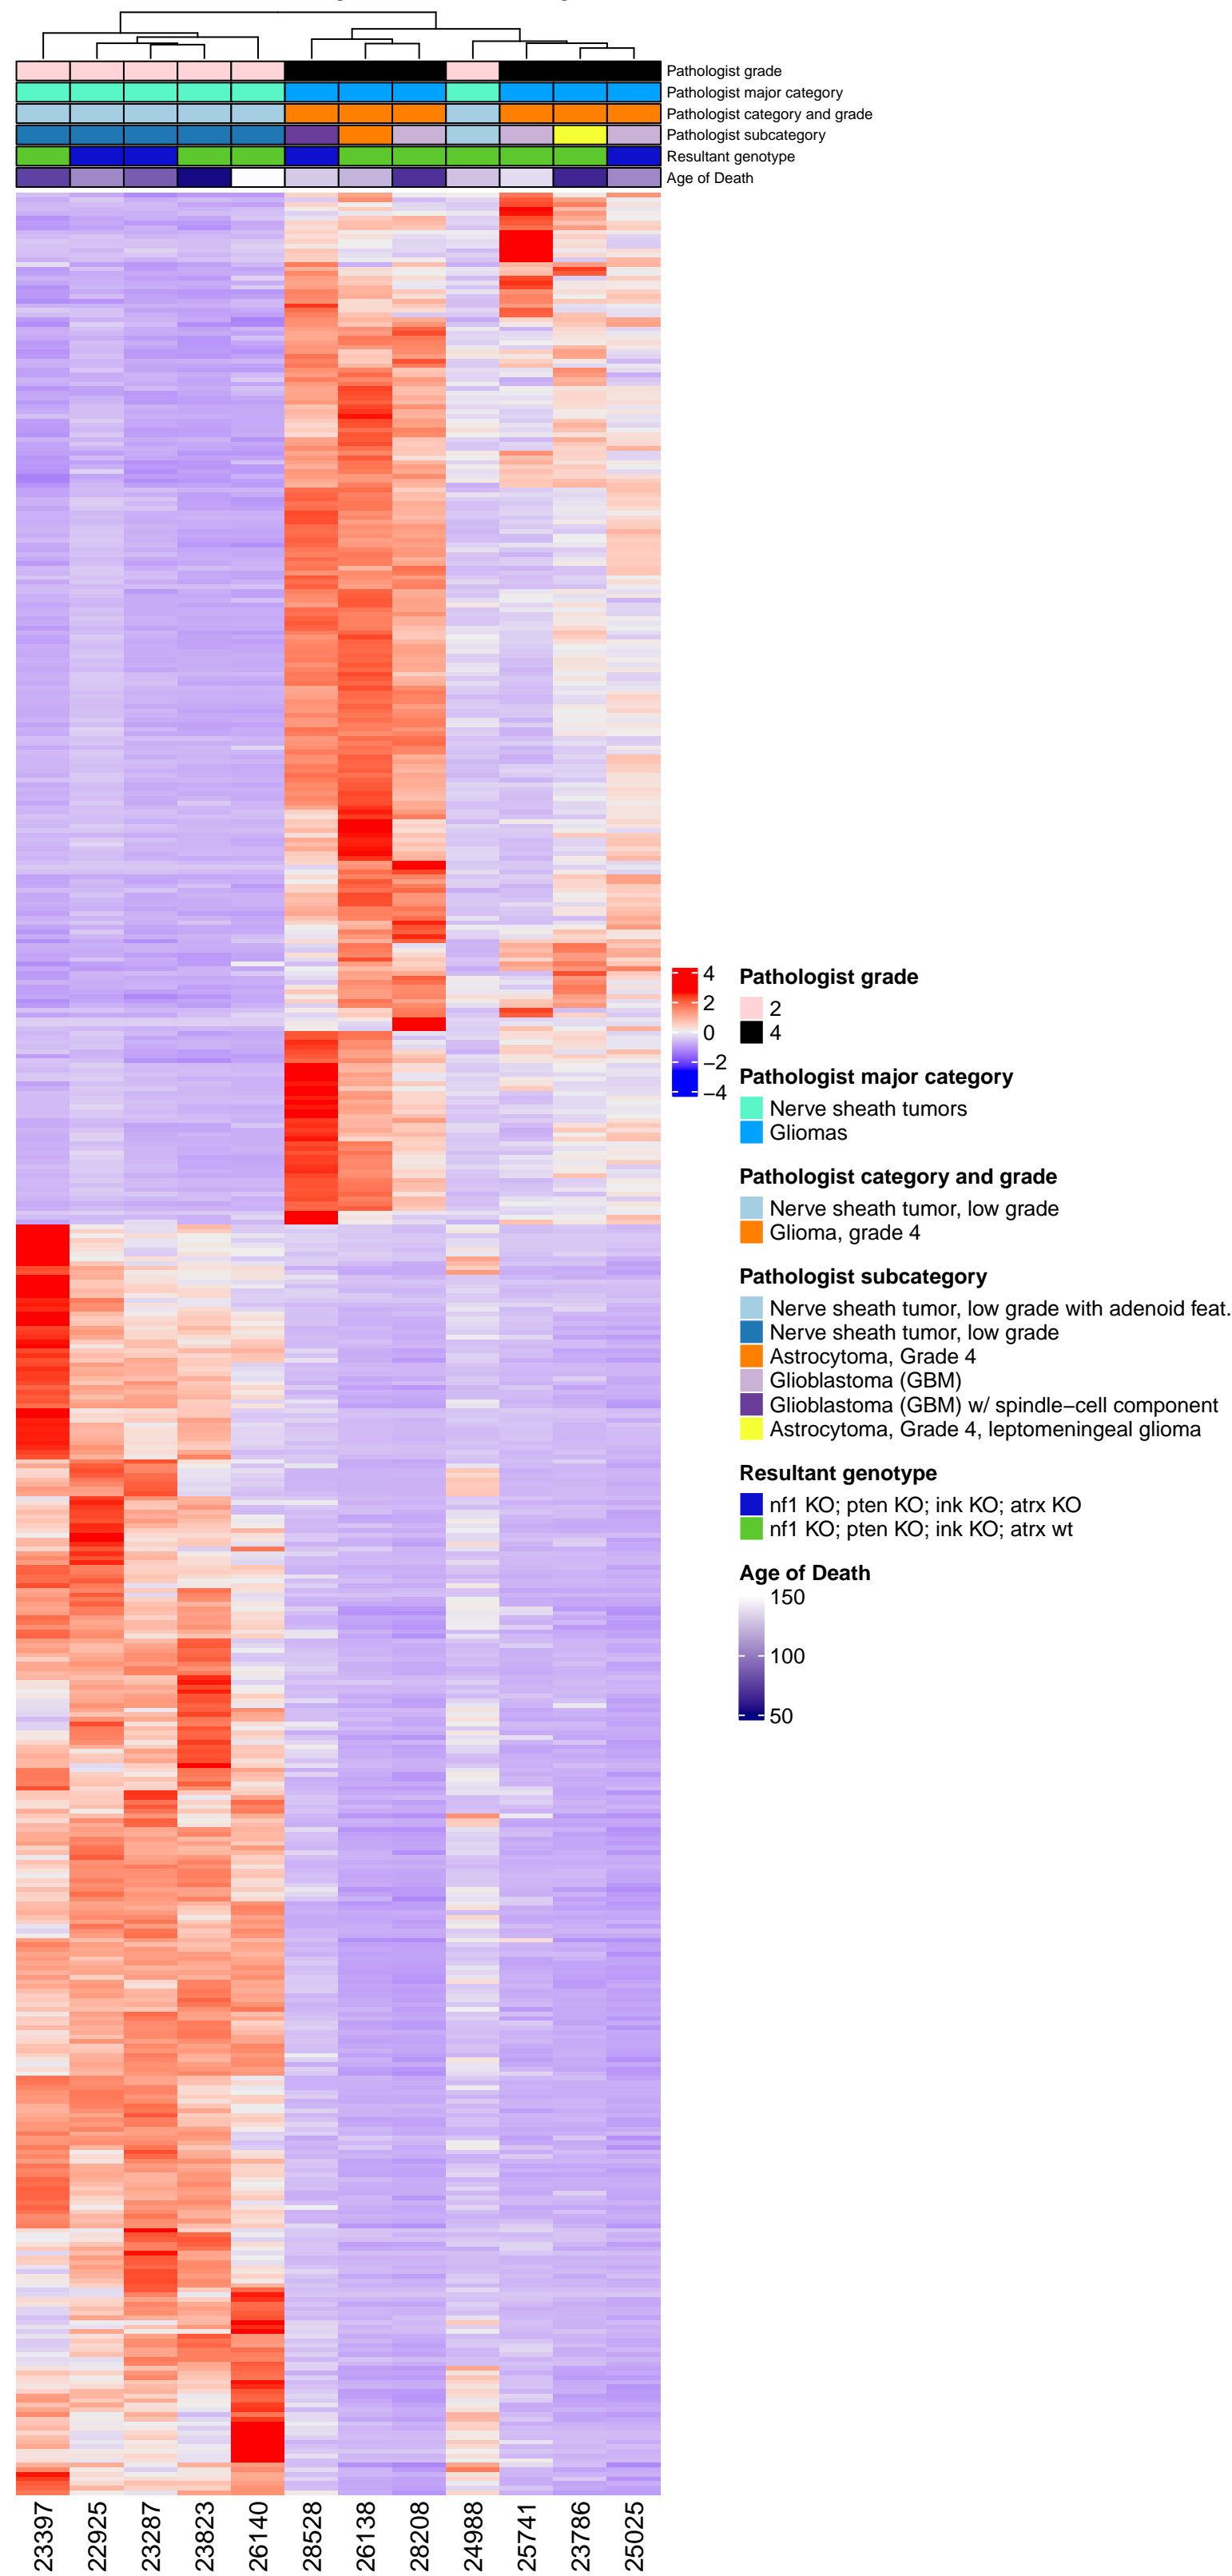 Pathologist grade
Pathologist major category
Pathologist category and grade
Pathologist subcategory
Resultant genotype
Age of Death
4
2
0
−2
−4
Pathologist grade
2
4
Pathologist major category
Nerve sheath tumors
Gliomas
Pathologist category and grade
Nerve sheath tumor, low grade
Glioma, grade 4
Pathologist subcategory
Nerve sheath tumor, low grade with adenoid feat.
Nerve sheath tumor, low grade
Astrocytoma, Grade 4
Glioblastoma (GBM)
Glioblastoma (GBM) w/ spindle−cell component
Astrocytoma, Grade 4, leptomeningeal glioma
Resultant genotype
nf1 KO; pten KO; ink KO; atrx KO
nf1 KO; pten KO; ink KO; atrx wt
Age of Death
150
100
50
23397
22925
23287
23823
26140
28528
26138
28208
24988
25741
23786
25025